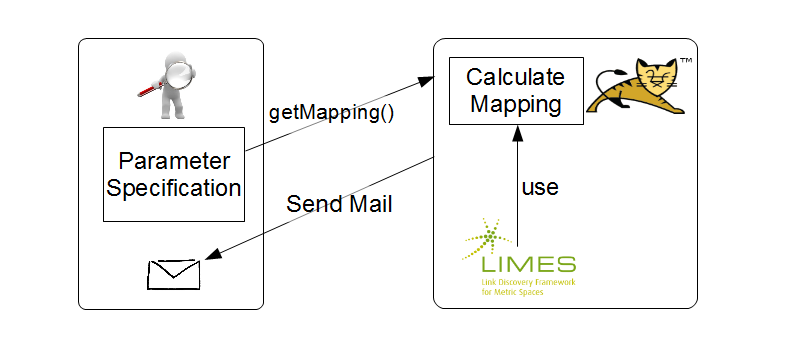 Parameter
Specification
getMapping()
Send Mail
Calculate
Mapping
TM
use
LIMES
Link Discovery Framework
for Metric Spaces